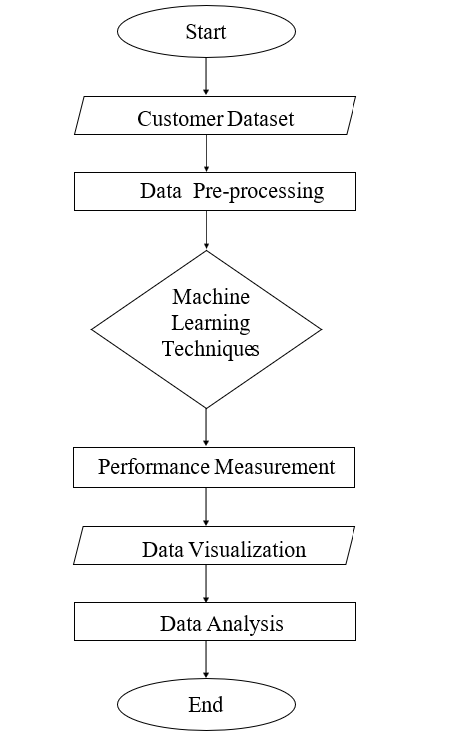 Start
Customer Dataset
Data Pre-processing
Machine
Learning
Techniques
Performance Measurement
Data Visualization
Data Analysis
End